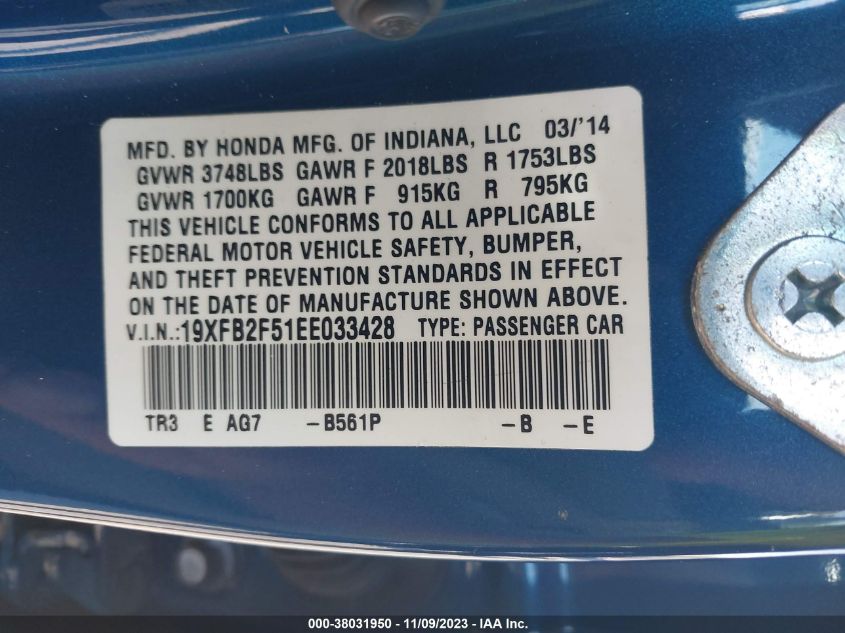 MFD. BY HONDA MFG. OF INDIANA, LLC 03/'14
GVWR 3748LBS GAWR F 2018LBS R 1753LBS
GVWR 1700KG GAWR F 915KG R 795KG
THIS VEHICLE CONFORMS TO ALL APPLICABLE
FEDERAL MOTOR VEHICLE SAFETY, BUMPER,
AND THEFT PREVENTION STANDARDS IN EFFECT
ON THE DATE OF MANUFACTURE SHOWN ABOVE.
V.I.N.:19XFB2F51EE033428 TYPE: PASSENGER CAR
TR3 E AG7 -B561P -B -E
000-38031950 - 11/09/2023 - IAA Inc.